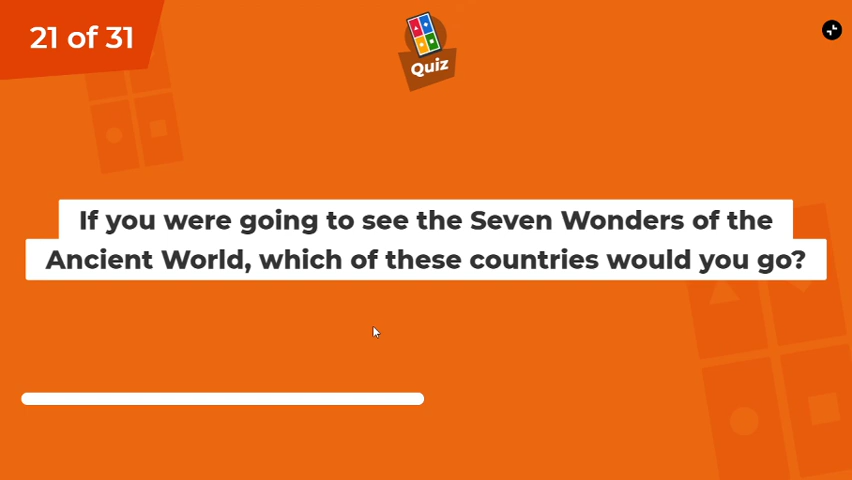 21 of 31
Quiz
If you were going to see the Seven Wonders of the
Ancient World, which of these countries would you go?